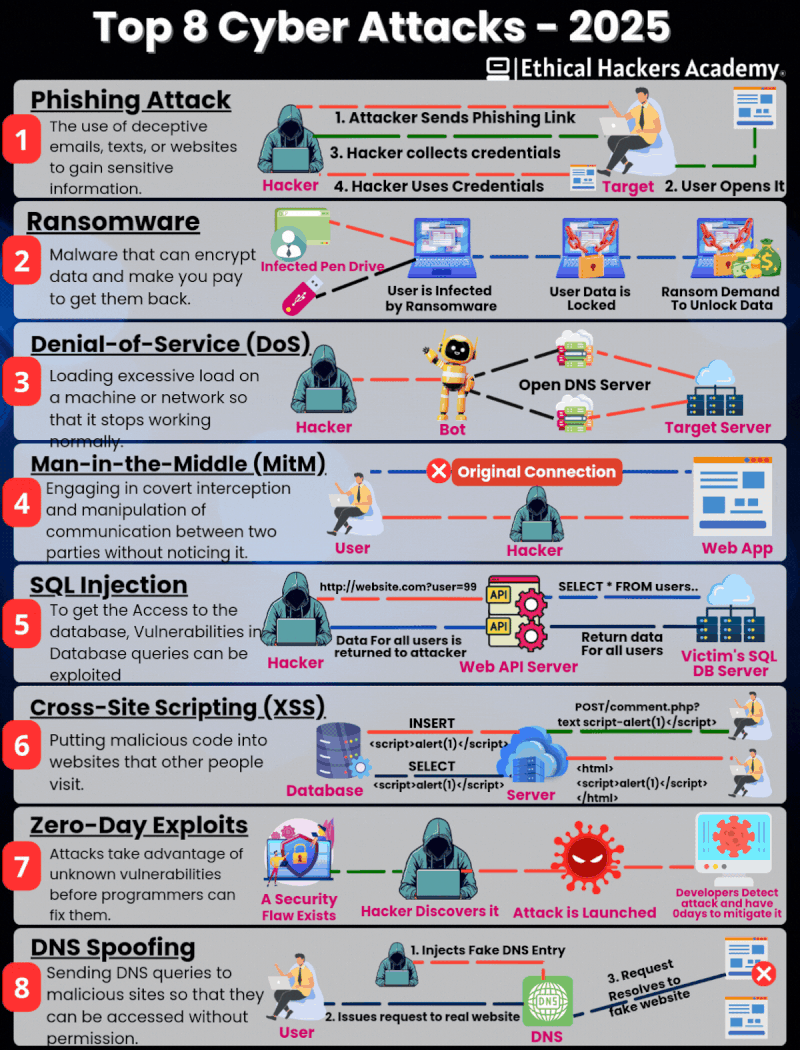 Top 8 Cyber Attacks - 2025
Ethical Hackers Academy
1
Phishing Attack
The use of deceptive
emails, texts, or websites
to gain sensitive
information.
1. Attacker Sends Phishing Link
3. Hacker collects credentials
4. Hacker Uses Credentials
Hacker
Target
2. User Opens It
2
Ransomware
Malware that can encrypt
data and make you pay
to get them back.
Infected Pen Drive
User is Infected
by Ransomware
User Data is
Locked
Ransom Demand
To Unlock Data
3
Denial-of-Service (DoS)
Loading excessive load on
a machine or network so
that it stops working
normally.
Hacker
Bot
Open DNS Server
Target Server
4
Man-in-the-Middle (MitM)
Engaging in covert interception
and manipulation of
communication between two
parties without noticing it.
Original Connection
User
Hacker
Web App
5
SQL Injection
To get the Access to the
database, Vulnerabilities in
Database queries can be
exploited
http://website.com?user=99
API
API
SELECT * FROM users..
Data For all users is
returned to attacker
Return data
For all users
Hacker
Web API Server
Victim's SQL
DB Server
6
Cross-Site Scripting (XSS)
Putting malicious code into
websites that other people
visit.
INSERT
<script>alert(1)</script>
SELECT
<script>alert(1)</script>
Database
Server
POST/comment.php?
text script-alert(1)</script>
<html>
<script>alert(1)</script>
</html>
7
Zero-Day Exploits
Attacks take advantage of
unknown vulnerabilities
before programmers can
fix them.
A Security
Flaw Exists
Hacker Discovers it
Attack is Launched
Developers Detect
attack and have
0days to mitigate it
8
DNS Spoofing
Sending DNS queries to
malicious sites so that they
can be accessed without
permission.
1. Injects Fake DNS Entry
2. Issues request to real website
3. Request
Resolves to
fake website
User
DNS
DNS